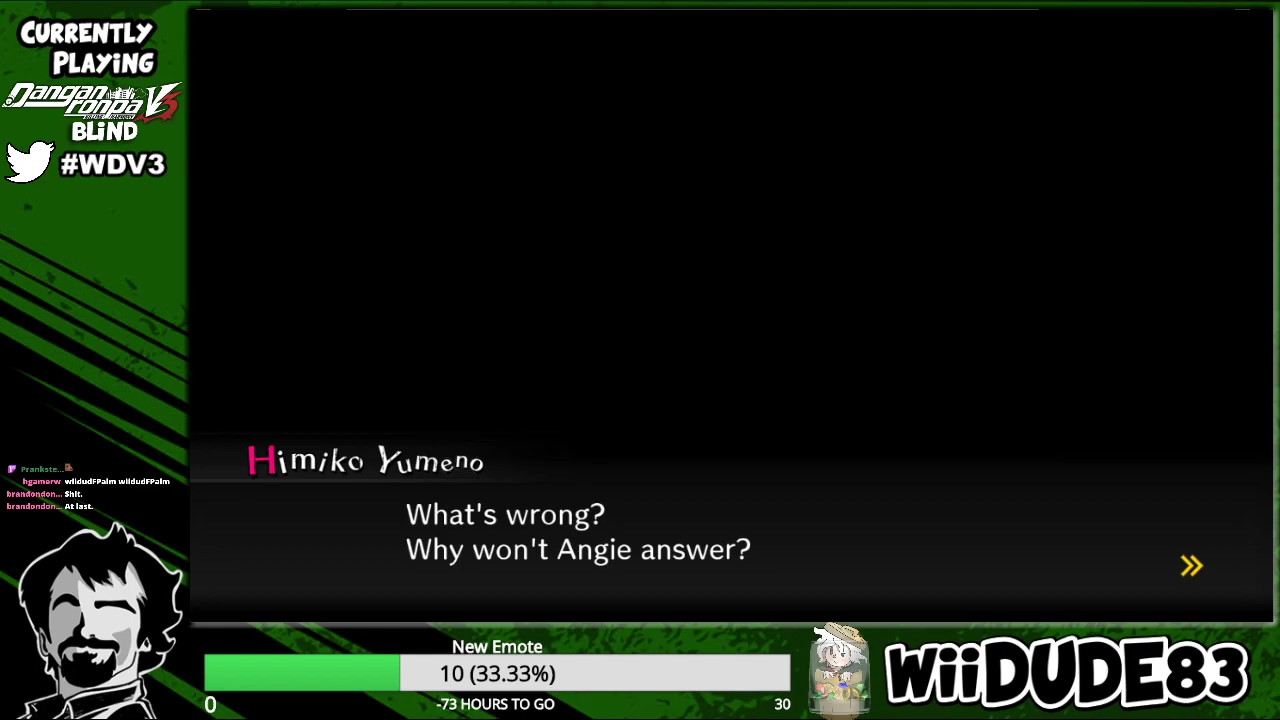 CURRENTLY
PLAYING
Danganronpa V3
BLIND
#WDV3
Prankste...
hgamerw wiidudFPalm wiidudFPalm
brandondon... Shit.
brandondon... At last.
Himiko Yumeno
What's wrong?
Why won't Angie answer?
New Emote
10 (33.33%)
0
-73 HOURS TO GO
30
WiiDUDE83